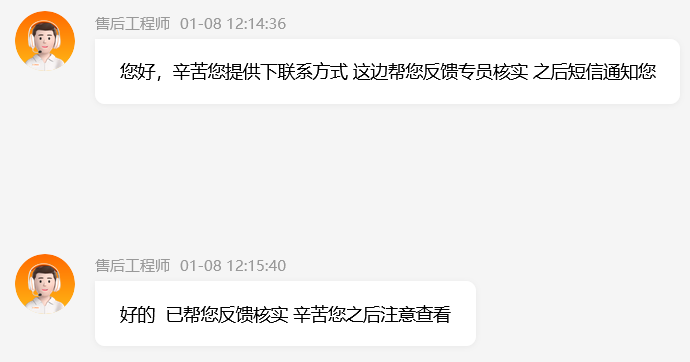 售后工程师 01-08 12:14:36
您好，辛苦您提供下联系方式 这边帮您反馈专员核实 之后短信通知您
售后工程师 01-08 12:15:40
好的 已帮您反馈核实 辛苦您之后注意查看